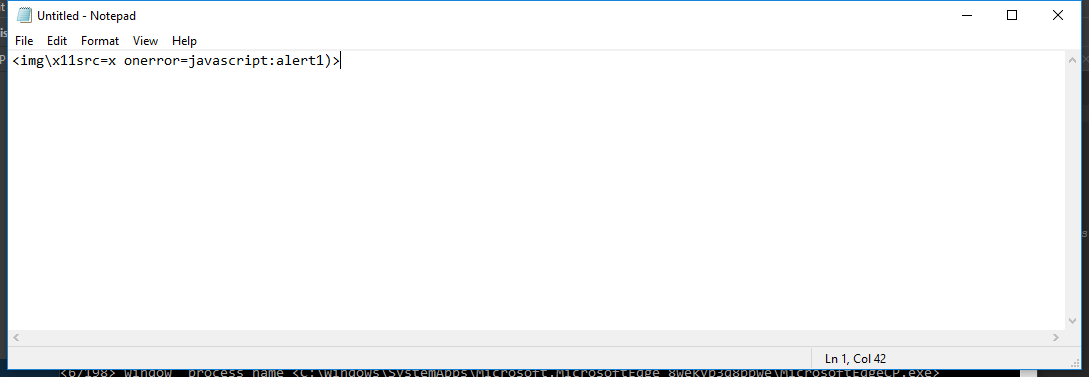 Untitled - Notepad
File Edit Format View Help
<img\x11src=x onerror=javascript:alert1)>
Ln 1, Col 42
<6/198> window process name <C:\Windows\SystemApps\Microsoft.MicrosoftEdge_8wekyb3d8bbwe\MicrosoftEdgeCP.exe>